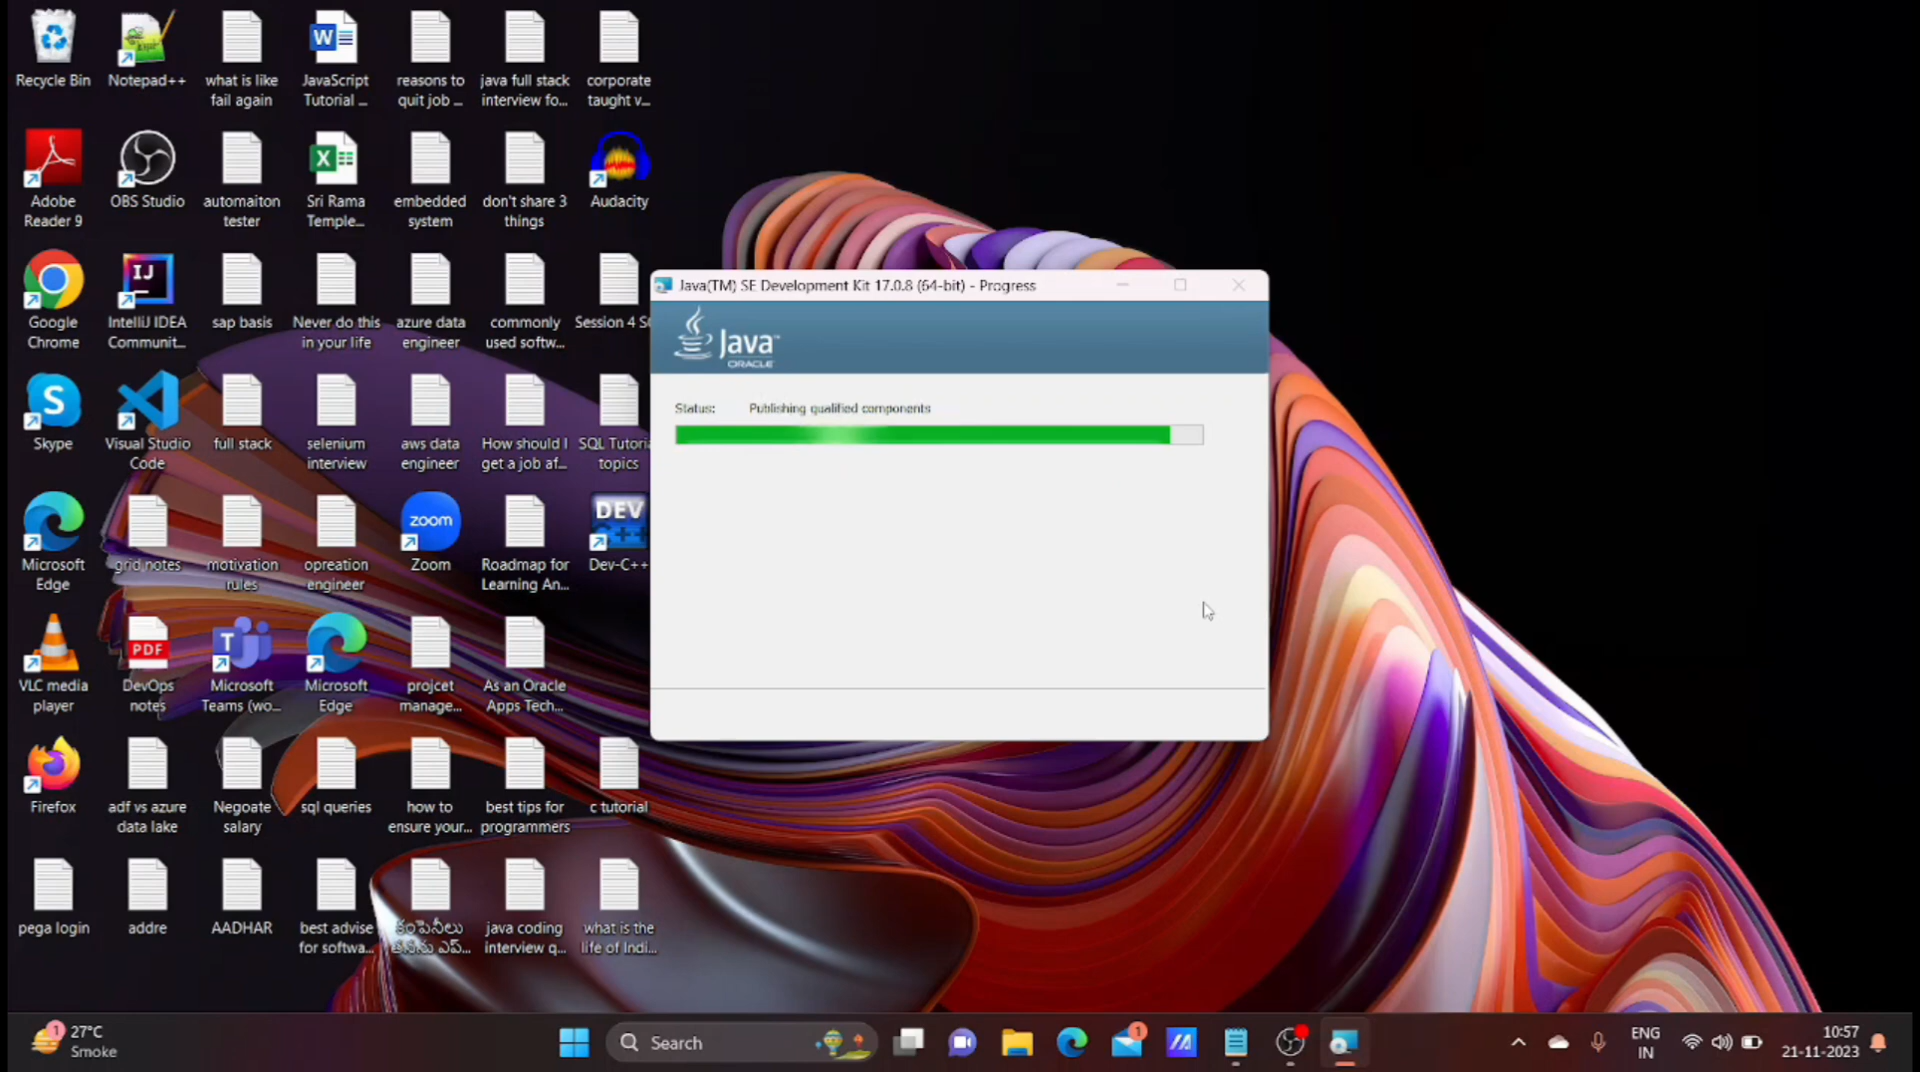 Recycle Bin
Notepad++
what is like
fail again
JavaScript
Tutorial ...
reasons to
quit job ...
java full stack
interview fo...
corporate
taught v...
Adobe
Reader 9
OBS Studio
automaiton
tester
Sri Rama
Temple...
embedded
system
don't share 3
things
Audacity
Google
Chrome
IntelliJ IDEA
Communit...
sap basis
Never do this
in your life
azure data
engineer
commonly
used softw...
Session 4 S
Skype
Visual Studio
Code
full stack
selenium
interview
aws data
engineer
How should I
get a job af...
SQL Tutori
topics
Microsoft
Edge
grid notes
motivation
rules
opreation
engineer
zoom
Zoom
Roadmap for
Learning An...
DEV
C++
Dev-C++
VLC media
player
PDF
DevOps
notes
Microsoft
Teams (wo...
Microsoft
Edge
projcet
manage...
As an Oracle
Apps Tech...
Firefox
adf vs azure
data lake
Negoate
salary
sql queries
how to
ensure your...
best tips for
programmers
c tutorial
pega login
addre
AADHAR
best advise
for softwa...
కంపెనీలు
java coding
interview q...
what is the
life of Indi...
Java(TM) SE Development Kit 17.0.8 (64-bit) - Progress
Java™
ORACLE
Status: Publishing qualified components
1
27°C
Smoke
Search
1
ENG
IN
10:57
21-11-2023